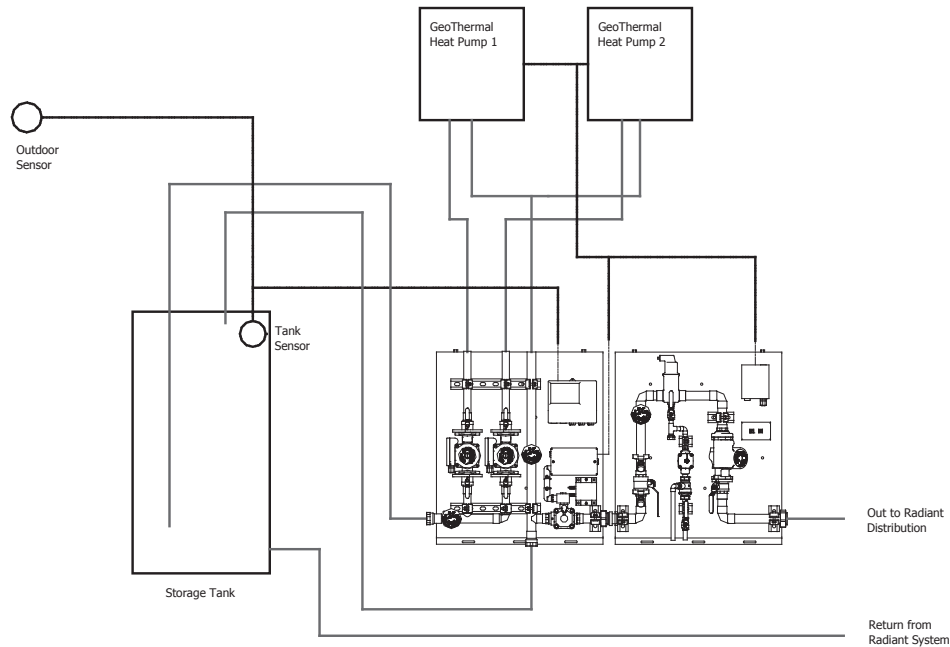 GeoThermal
Heat Pump 1
GeoThermal
Heat Pump 2
Outdoor
Sensor
Tank
Sensor
Storage Tank
Out to Radiant
Distribution
Return from
Radiant System